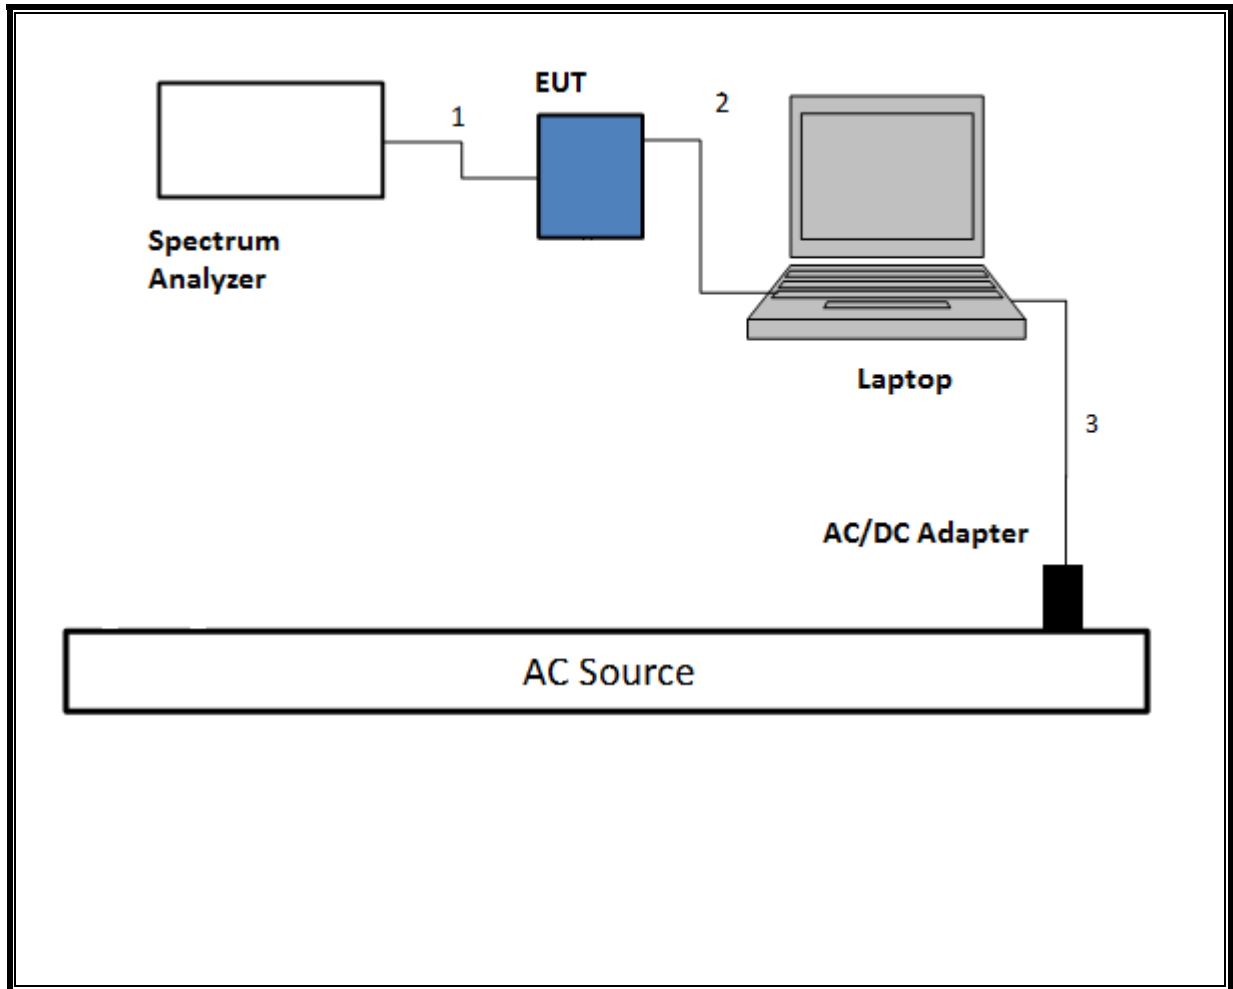 EUT
1
2
Spectrum
Analyzer
Laptop
3
AC/DC Adapter
AC Source